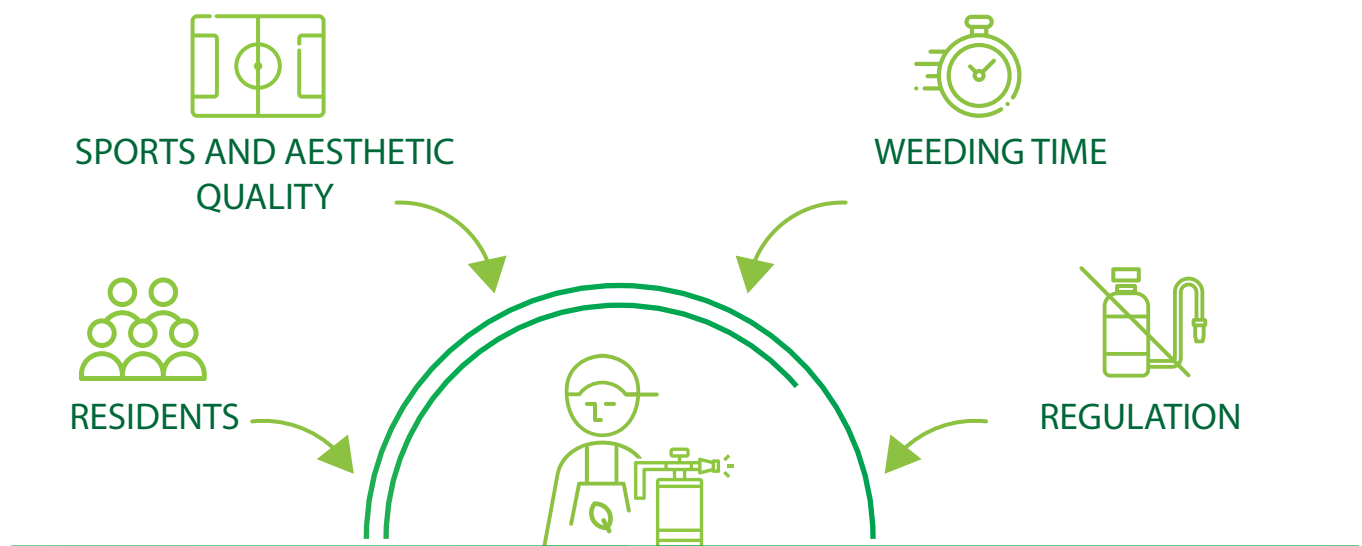 SPORTS AND AESTHETIC
QUALITY
WEEDING TIME
RESIDENTS
REGULATION